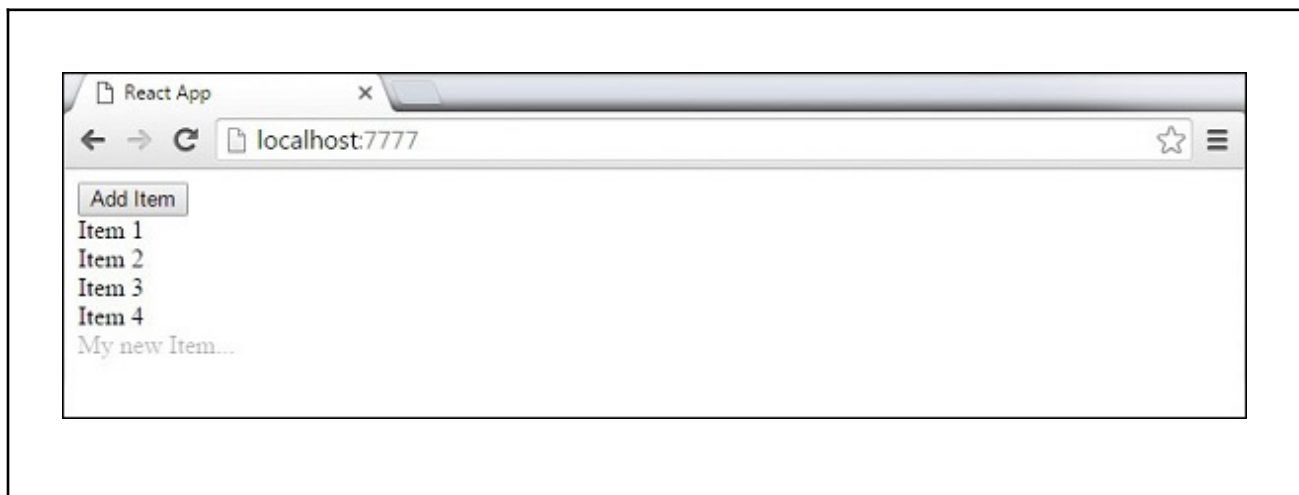 React App
localhost:7777
Add Item
Item 1
Item 2
Item 3
Item 4
My new Item...